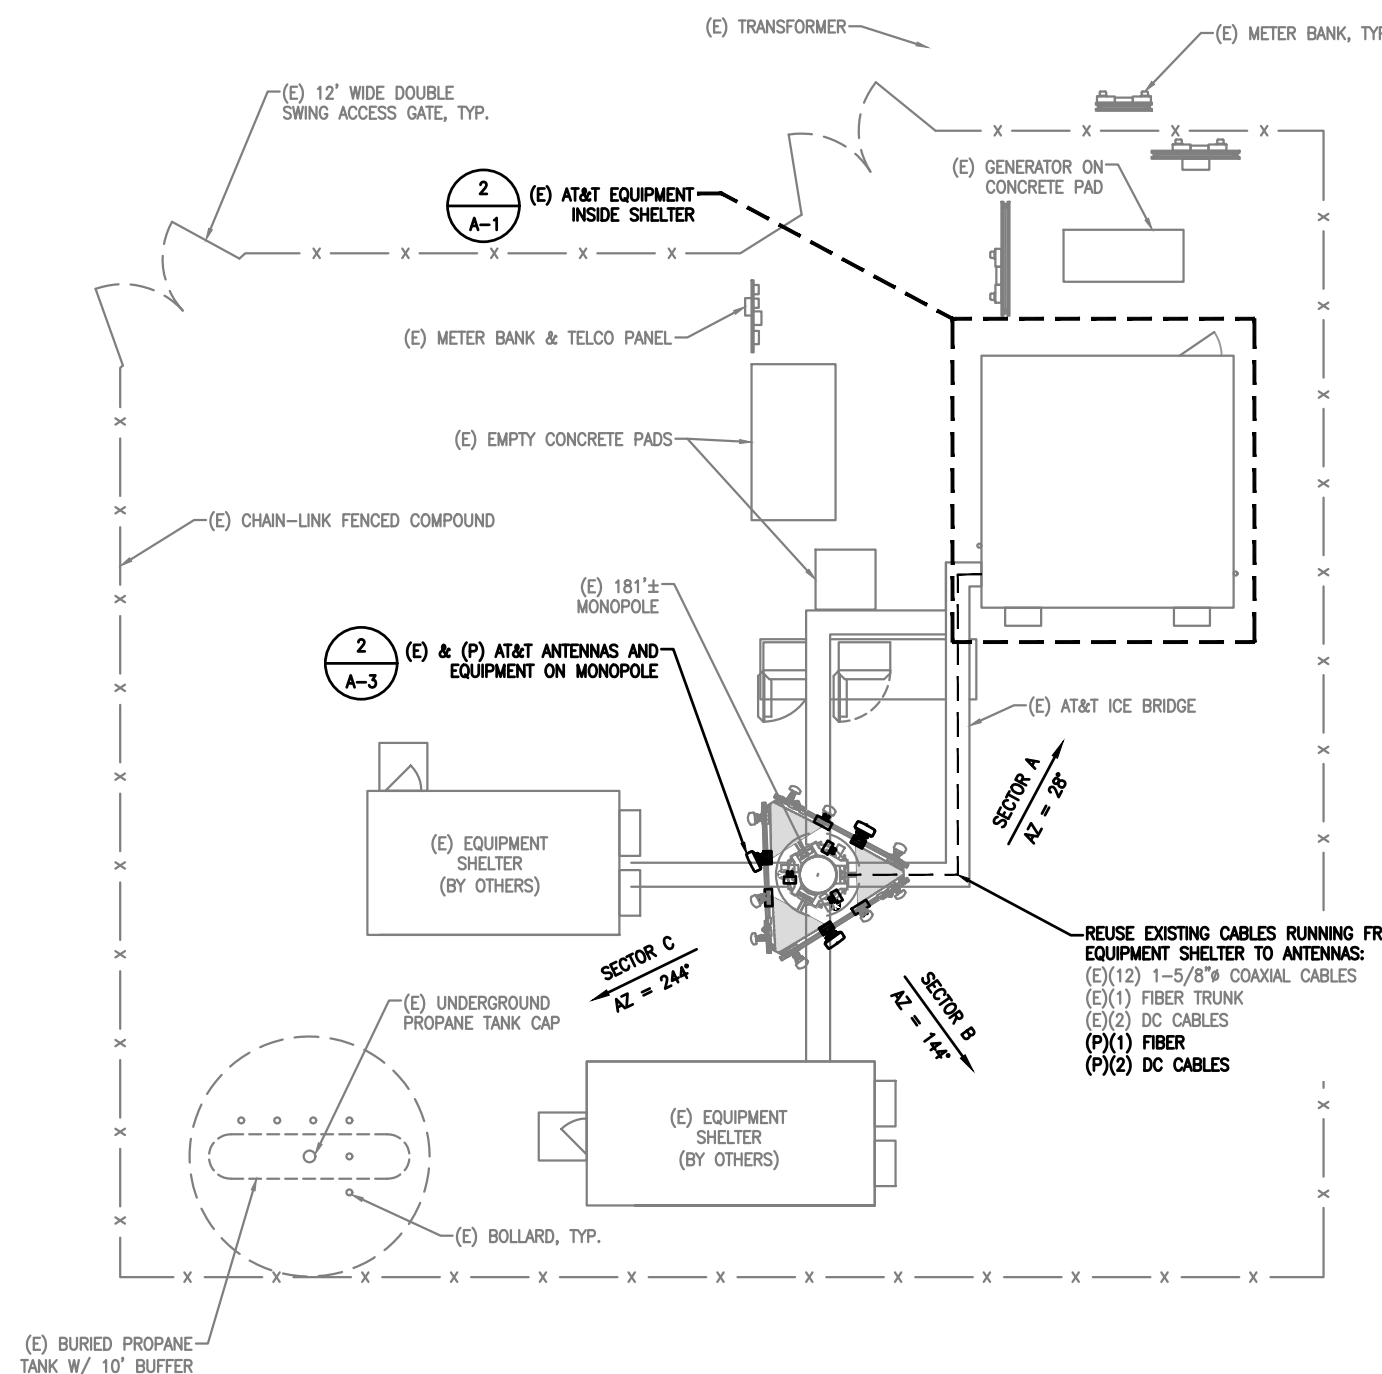 (E) TRANSFORMER
(E) METER BANK, TYP
(E) 12' WIDE DOUBLE
SWING ACCESS GATE, TYP.
2
A-1
(E) AT&T EQUIPMENT
INSIDE SHELTER
(E) GENERATOR ON
CONCRETE PAD
(E) METER BANK & TELCO PANEL
(E) EMPTY CONCRETE PADS
(E) CHAIN-LINK FENCED COMPOUND
(E) 181'±
MONOPOLE
2
A-3
(E) & (P) AT&T ANTENNAS AND
EQUIPMENT ON MONOPOLE
(E) AT&T ICE BRIDGE
SECTOR A
AZ = 28°
(E) EQUIPMENT
SHELTER
(BY OTHERS)
REUSE EXISTING CABLES RUNNING FR
EQUIPMENT SHELTER TO ANTENNAS:
(E)(12) 1-5/8"ø COAXIAL CABLES
(E)(1) FIBER TRUNK
(E)(2) DC CABLES
(P)(1) FIBER
(P)(2) DC CABLES
SECTOR C
AZ = 244°
SECTOR B
AZ = 144°
(E) UNDERGROUND
PROPANE TANK CAP
(E) EQUIPMENT
SHELTER
(BY OTHERS)
(E) BOLLARD, TYP.
(E) BURIED PROPANE
TANK W/ 10' BUFFER